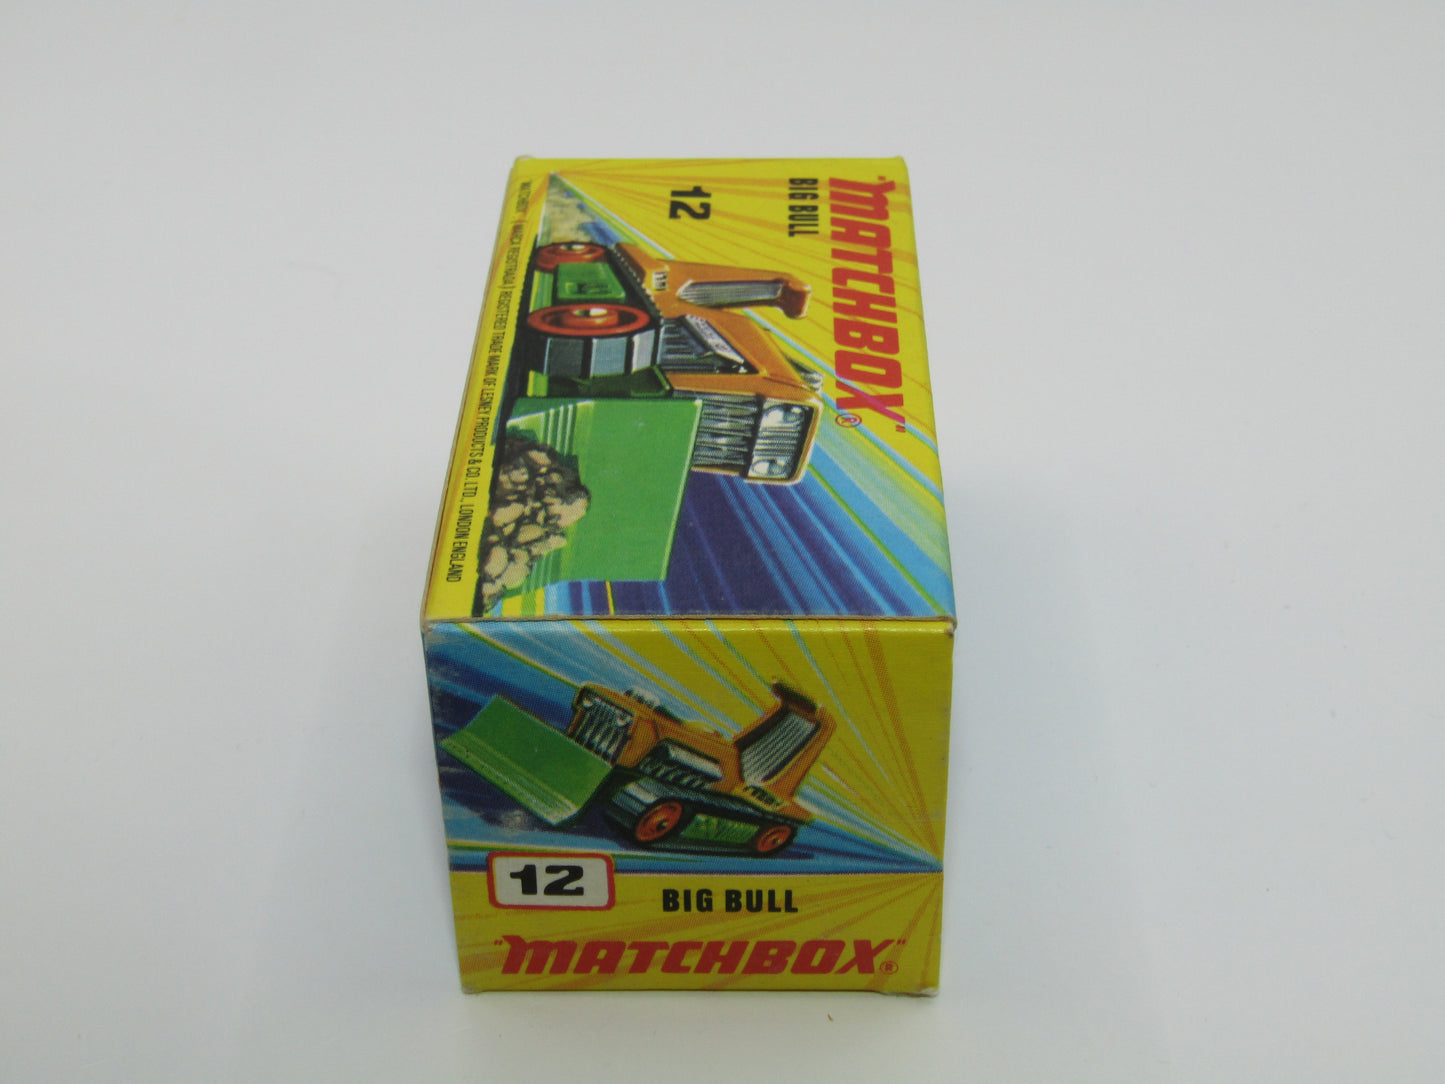 "MATCHBOX"®
BIG BULL
12
"MATCHBOX" (MARCA REGISTRADA) REGISTERED TRADE MARK OF LESNEY PRODUCTS & CO. LTD., LONDON ENGLAND
12
BIG BULL
"MATCHBOX"®